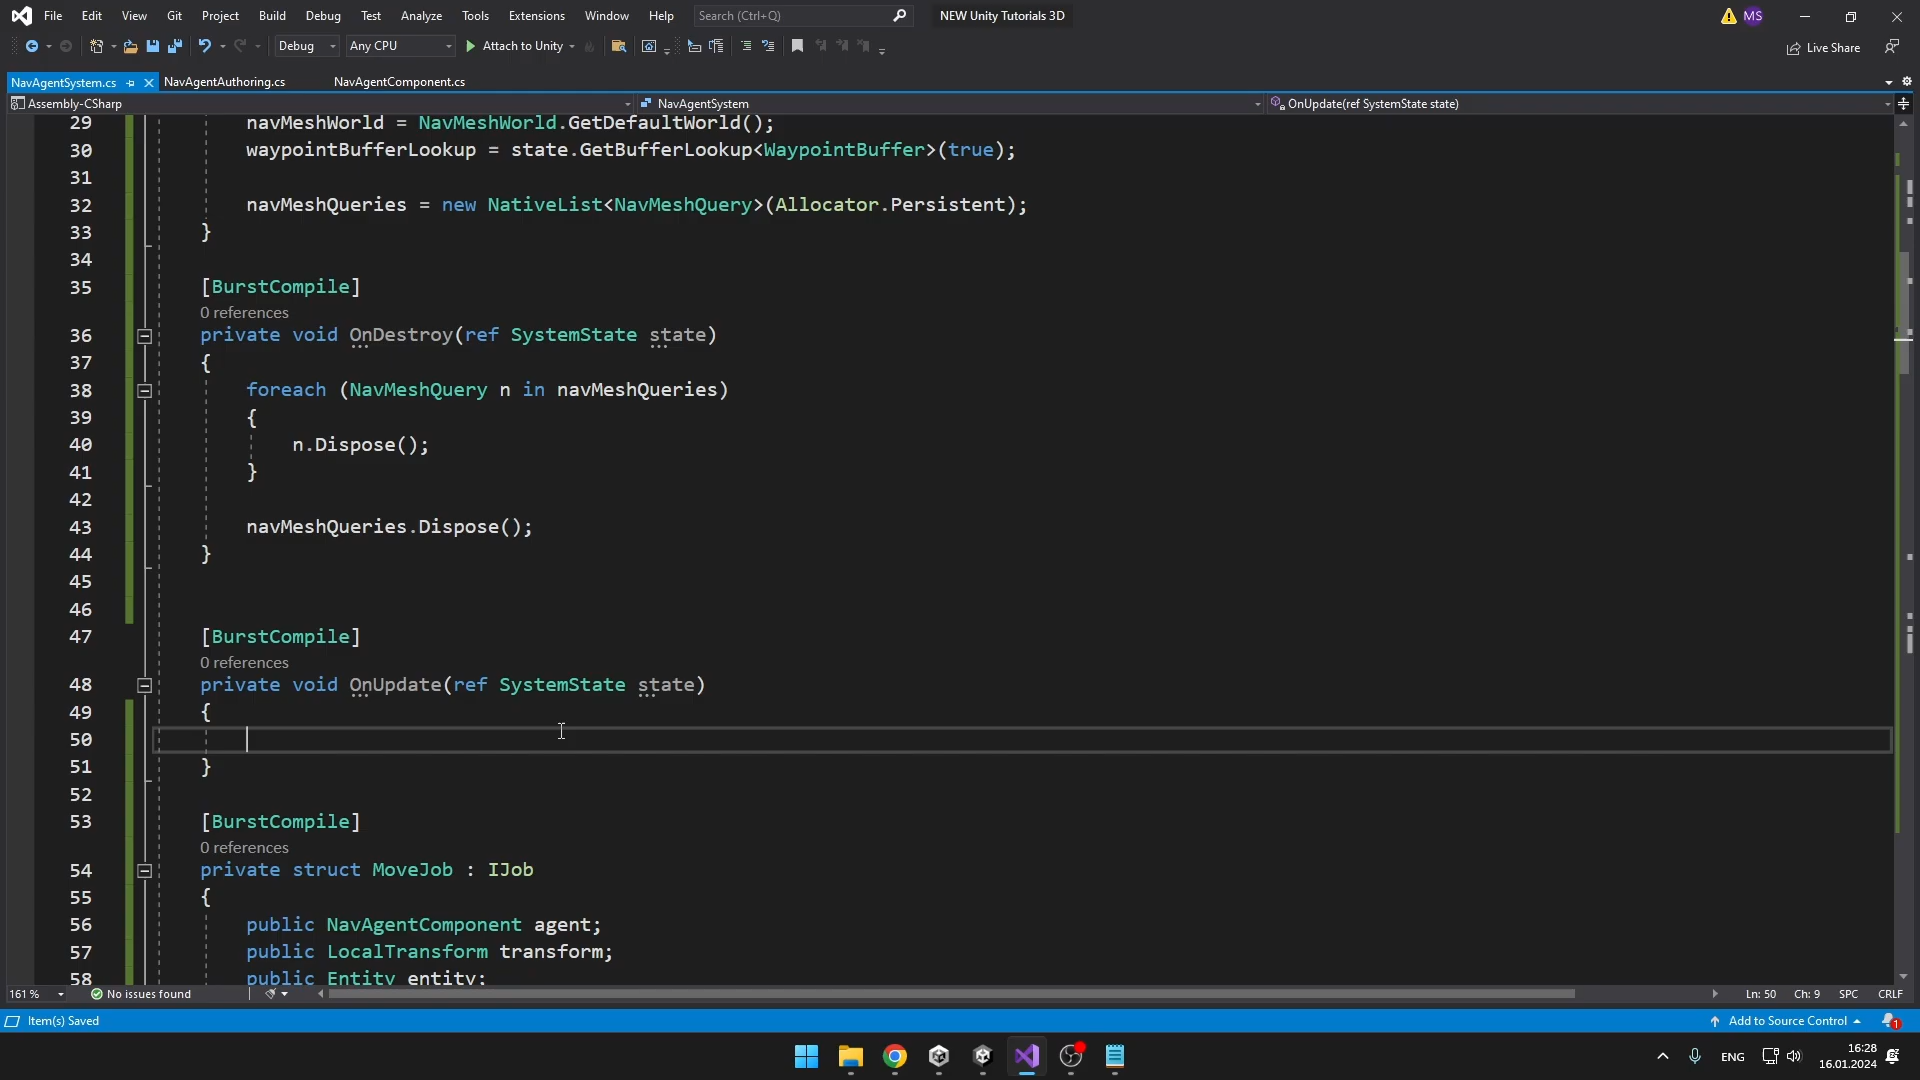 File Edit View Git Project Build Debug Test Analyze Tools Extensions Window Help Search (Ctrl+Q) NEW Unity Tutorials 3D MS
Debug Any CPU Attach to Unity Live Share
NavAgentSystem.cs NavAgentAuthoring.cs NavAgentComponent.cs
Assembly-CSharp NavAgentSystem OnUpdate(ref SystemState state)
29 navMeshWorld = NavMeshWorld.GetDefaultWorld();
30 waypointBufferLookup = state.GetBufferLookup<WaypointBuffer>(true);
31
32 navMeshQueries = new NativeList<NavMeshQuery>(Allocator.Persistent);
33 }
34
35 [BurstCompile]
0 references
36 private void OnDestroy(ref SystemState state)
37 {
38 foreach (NavMeshQuery n in navMeshQueries)
39 {
40 n.Dispose();
41 }
42
43 navMeshQueries.Dispose();
44 }
45
46
47 [BurstCompile]
0 references
48 private void OnUpdate(ref SystemState state)
49 {
50
51 }
52
53 [BurstCompile]
0 references
54 private struct MoveJob : IJob
55 {
56 public NavAgentComponent agent;
57 public LocalTransform transform;
58 public Entity entity;
161 % No issues found Ln: 50 Ch: 9 SPC CRLF
Item(s) Saved Add to Source Control 1
ENG 16:28
16.01.2024